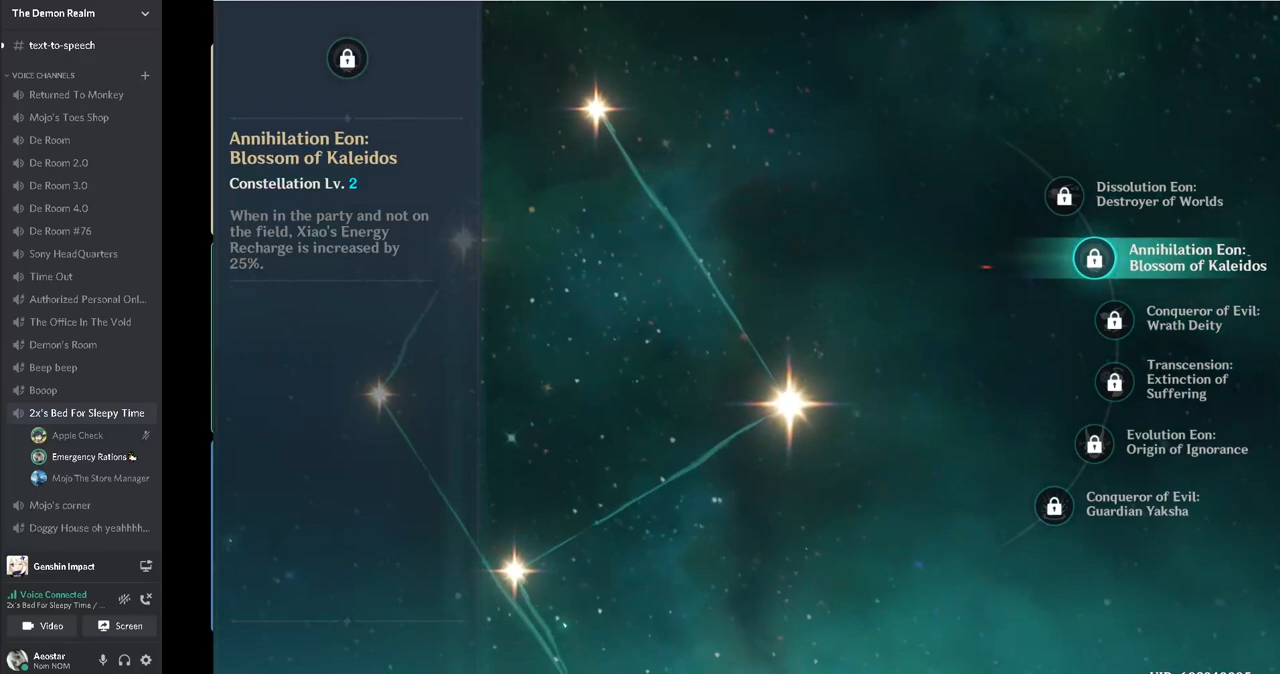 The Demon Realm
# text-to-speech
VOICE CHANNELS
Returned To Monkey
Mojo's Toes Shop
De Room
De Room 2.0
De Room 3.0
De Room 4.0
De Room #76
Sony HeadQuarters
Time Out
Authorized Personal Onl...
The Office In The Void
Demon's Room
Beep beep
Booop
2x's Bed For Sleepy Time
Apple Check
Emergency Rations
Mojo The Store Manager
Mojo's corner
Doggy House oh yeahhhh...
Genshin Impact
Voice Connected
2x's Bed For Sleepy Time / ...
Video
Screen
Aeostar
Nom NOM
Annihilation Eon:
Blossom of Kaleidos
Constellation Lv. 2
When in the party and not on
the field, Xiao's Energy
Recharge is increased by
25%.
Dissolution Eon:
Destroyer of Worlds
Annihilation Eon:
Blossom of Kaleidos
Conqueror of Evil:
Wrath Deity
Transcension:
Extinction of
Suffering
Evolution Eon:
Origin of Ignorance
Conqueror of Evil:
Guardian Yaksha